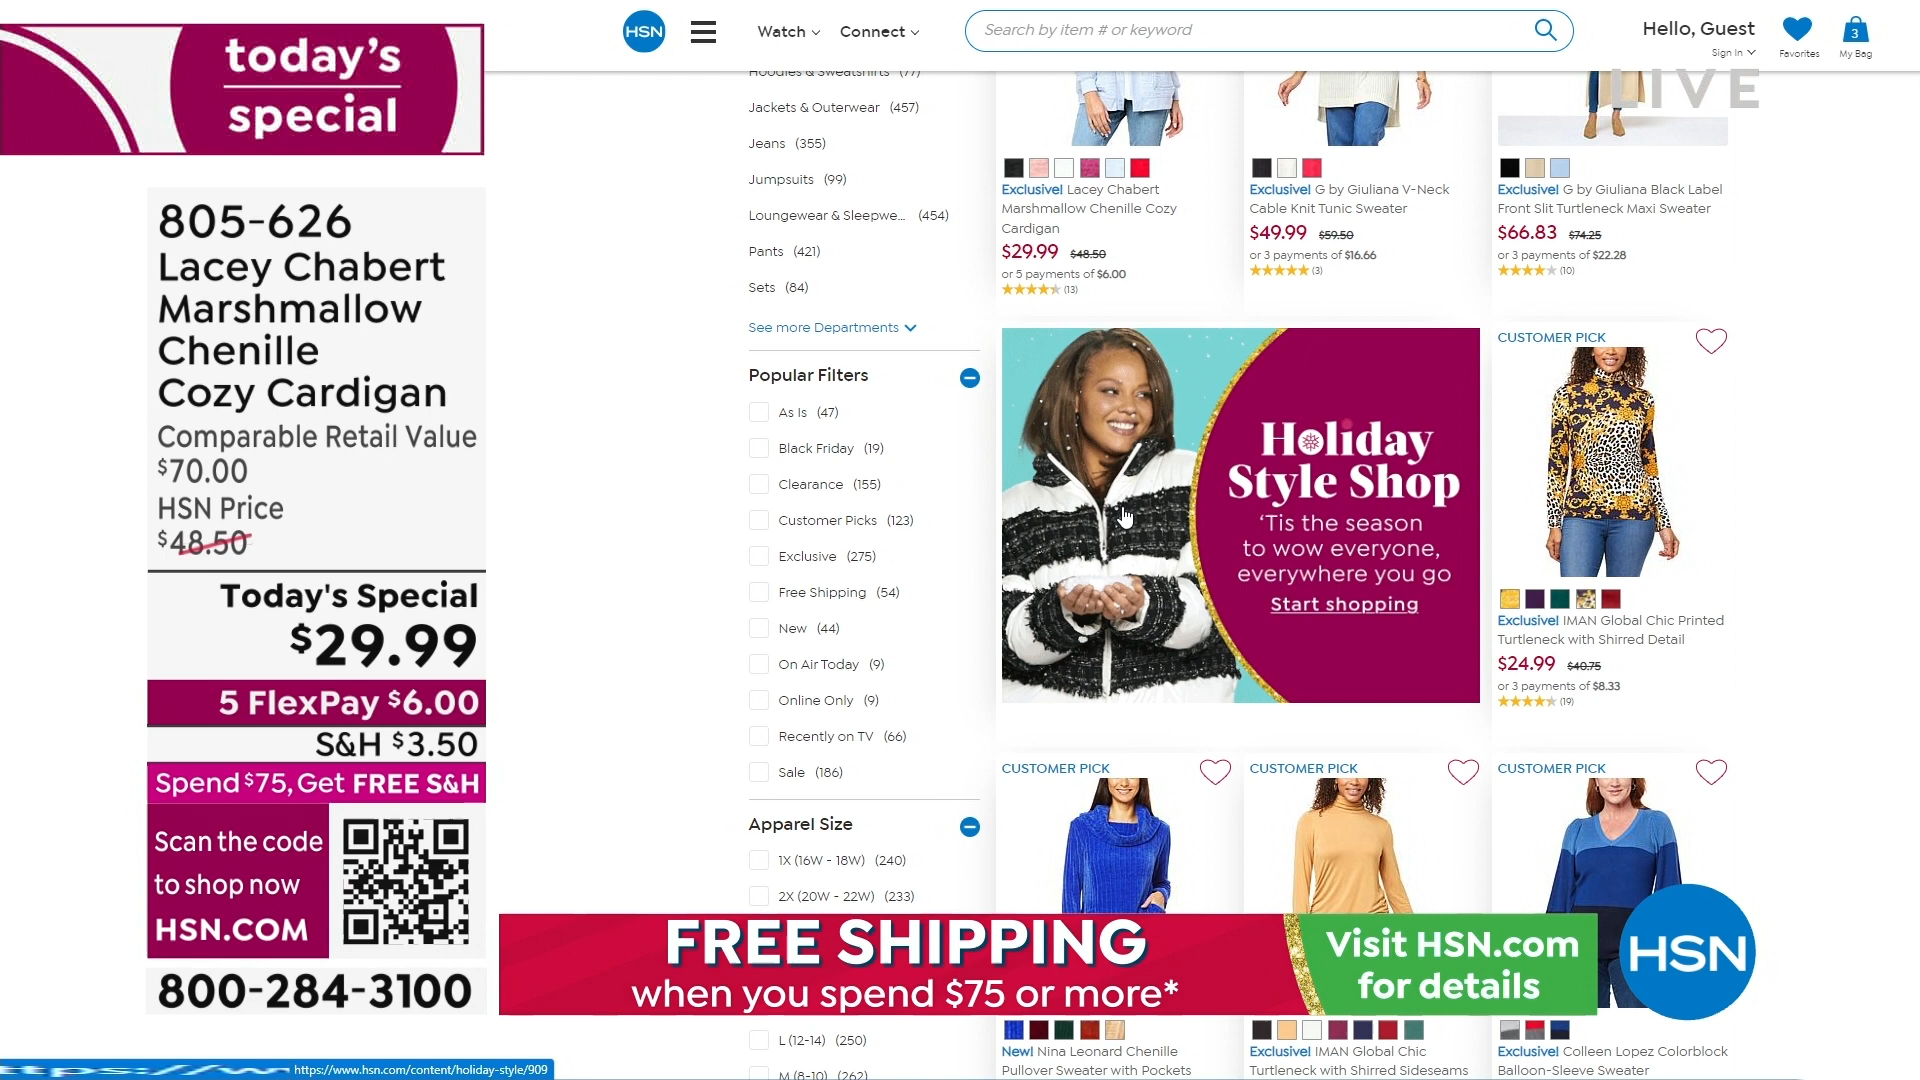 today's
special
805-626
Lacey Chabert
Marshmallow
Chenille
Cozy Cardigan
Comparable Retail Value
$70.00
HSN Price
$48.50
Today's Special
$29.99
5 FlexPay $6.00
S&H $3.50
Spend $75, Get FREE S&H
Scan the code
to shop now
HSN.COM
800-284-3100
HSN
Watch
Connect
Search by item # or keyword
Hello, Guest
Sign In
Favorites
3
My Bag
LIVE
Hoodies & Sweatshirts (77)
Jackets & Outerwear (457)
Jeans (355)
Jumpsuits (99)
Loungewear & Sleepwe... (454)
Pants (421)
Sets (84)
See more Departments
Popular Filters
As Is (47)
Black Friday (19)
Clearance (155)
Customer Picks (123)
Exclusive (275)
Free Shipping (54)
New (44)
On Air Today (9)
Online Only (9)
Recently on TV (66)
Sale (186)
Apparel Size
1X (16W - 18W) (240)
2X (20W - 22W) (233)
L (12-14) (250)
M (8-10) (262)
Exclusive! Lacey Chabert
Marshmallow Chenille Cozy
Cardigan
$29.99 $48.50
or 5 payments of $6.00
(13)
Exclusive! G by Giuliana V-Neck
Cable Knit Tunic Sweater
$49.99 $59.50
or 3 payments of $16.66
(3)
Exclusive! G by Giuliana Black Label
Front Slit Turtleneck Maxi Sweater
$66.83 $74.25
or 3 payments of $22.28
(10)
Holiday
Style Shop
'Tis the season
to wow everyone,
everywhere you go
Start shopping
CUSTOMER PICK
Exclusive! IMAN Global Chic Printed
Turtleneck with Shirred Detail
$24.99 $40.75
or 3 payments of $8.33
(19)
CUSTOMER PICK
CUSTOMER PICK
CUSTOMER PICK
FREE SHIPPING
when you spend $75 or more*
Visit HSN.com
for details
HSN
New! Nina Leonard Chenille
Pullover Sweater with Pockets
Exclusive! IMAN Global Chic
Turtleneck with Shirred Sideseams
Exclusive! Colleen Lopez Colorblock
Balloon-Sleeve Sweater
https://www.hsn.com/content/holiday-style/909